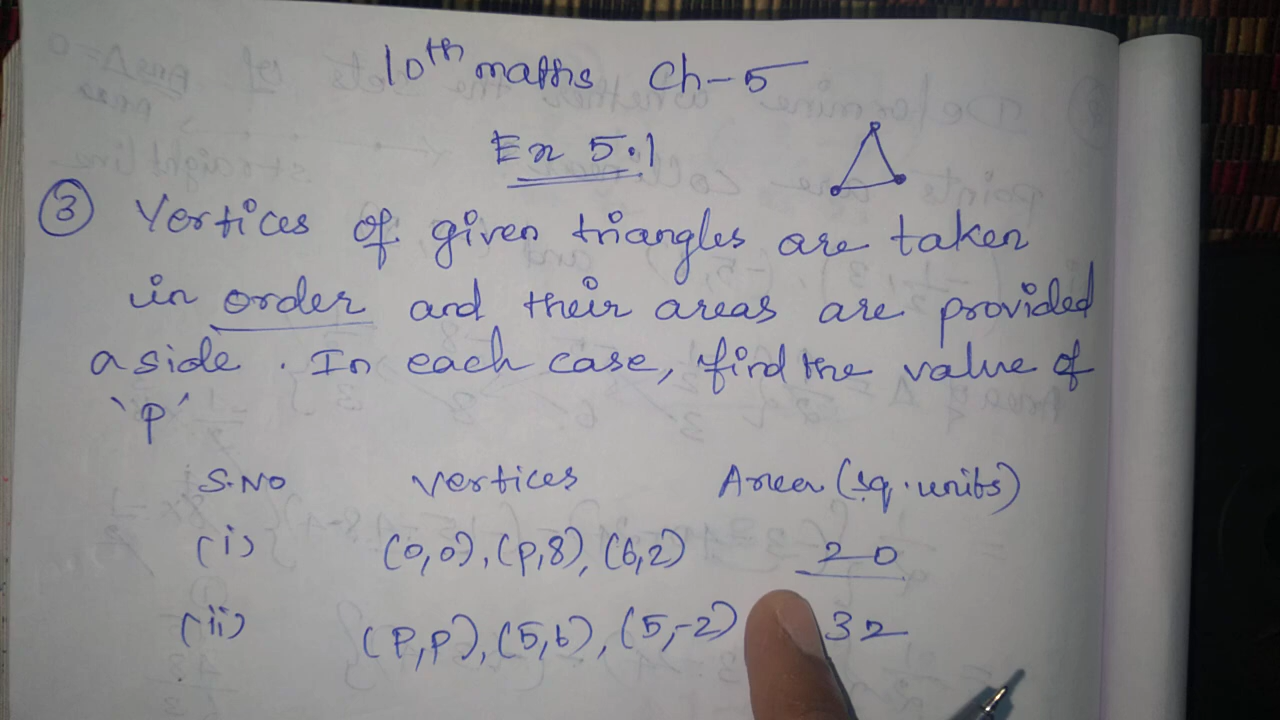 10th maths Ch-5
Ex 5.1
③ Vertices of given triangles are taken
in order and their areas are provided
aside. In each case, find the value of
'p'
S.NO Vertices Area (sq.units)
(i) (0,0), (p,8), (6,2) 20
(ii) (P,P), (5,6), (5,-2) 32